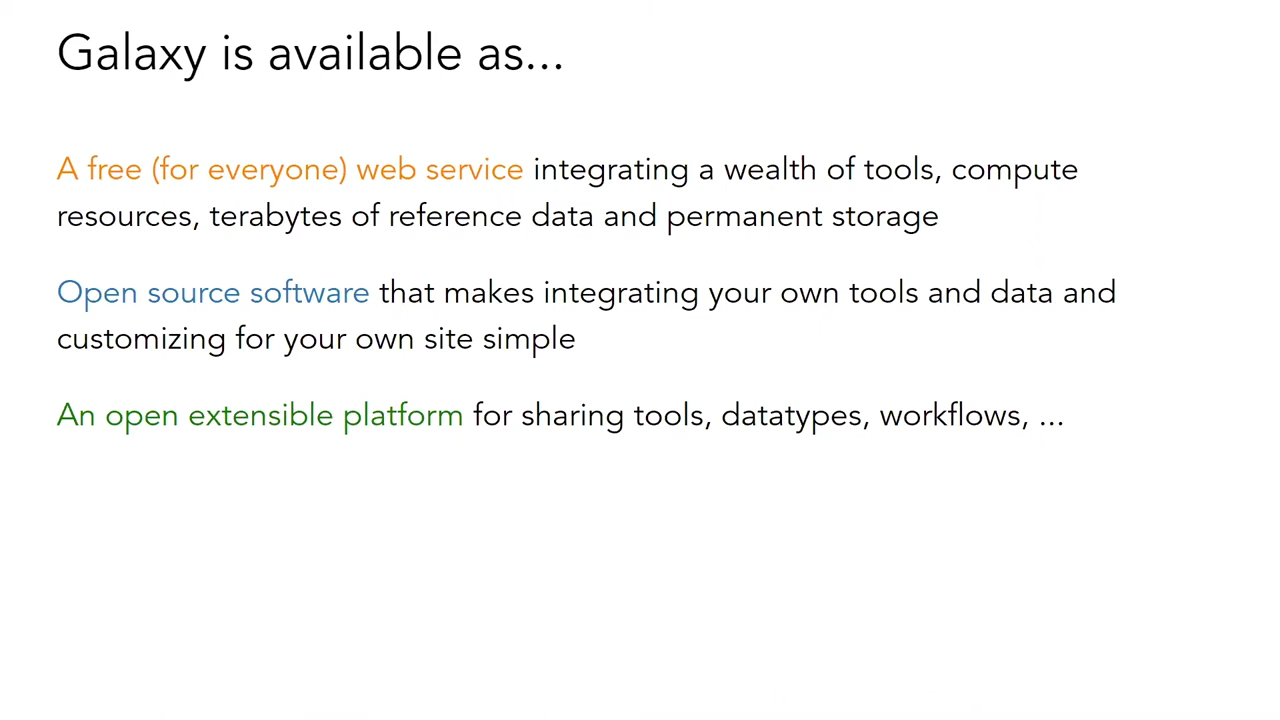 Galaxy is available as...
A free (for everyone) web service integrating a wealth of tools, compute
resources, terabytes of reference data and permanent storage
Open source software that makes integrating your own tools and data and
customizing for your own site simple
An open extensible platform for sharing tools, datatypes, workflows, ...